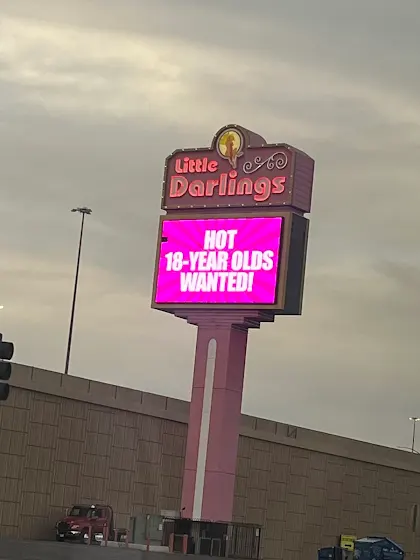 Little
Darlings
HOT
18-YEAR OLDS
WANTED!